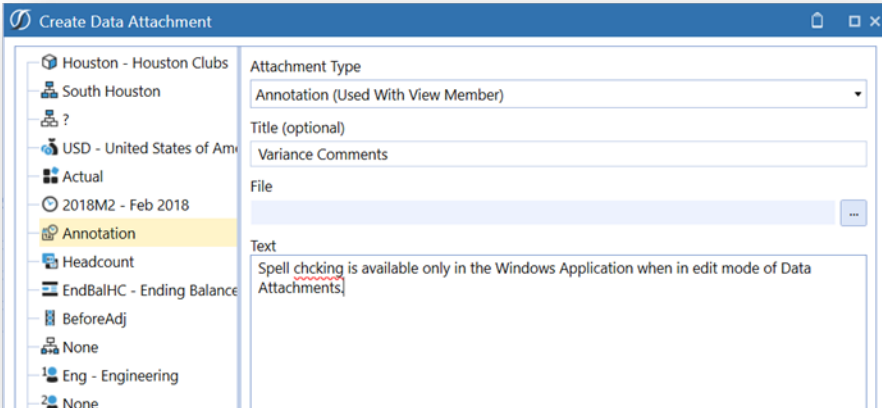 Create Data Attachment
Houston - Houston Clubs
South Houston
?
USD - United States of Am
Actual
2018M2 - Feb 2018
Annotation
Headcount
EndBalHC - Ending Balance
BeforeAdj
None
Eng - Engineering
None
Attachment Type
Annotation (Used With View Member)
Title (optional)
Variance Comments
File
...
Text
Spell chcking is available only in the Windows Application when in edit mode of Data
Attachments.